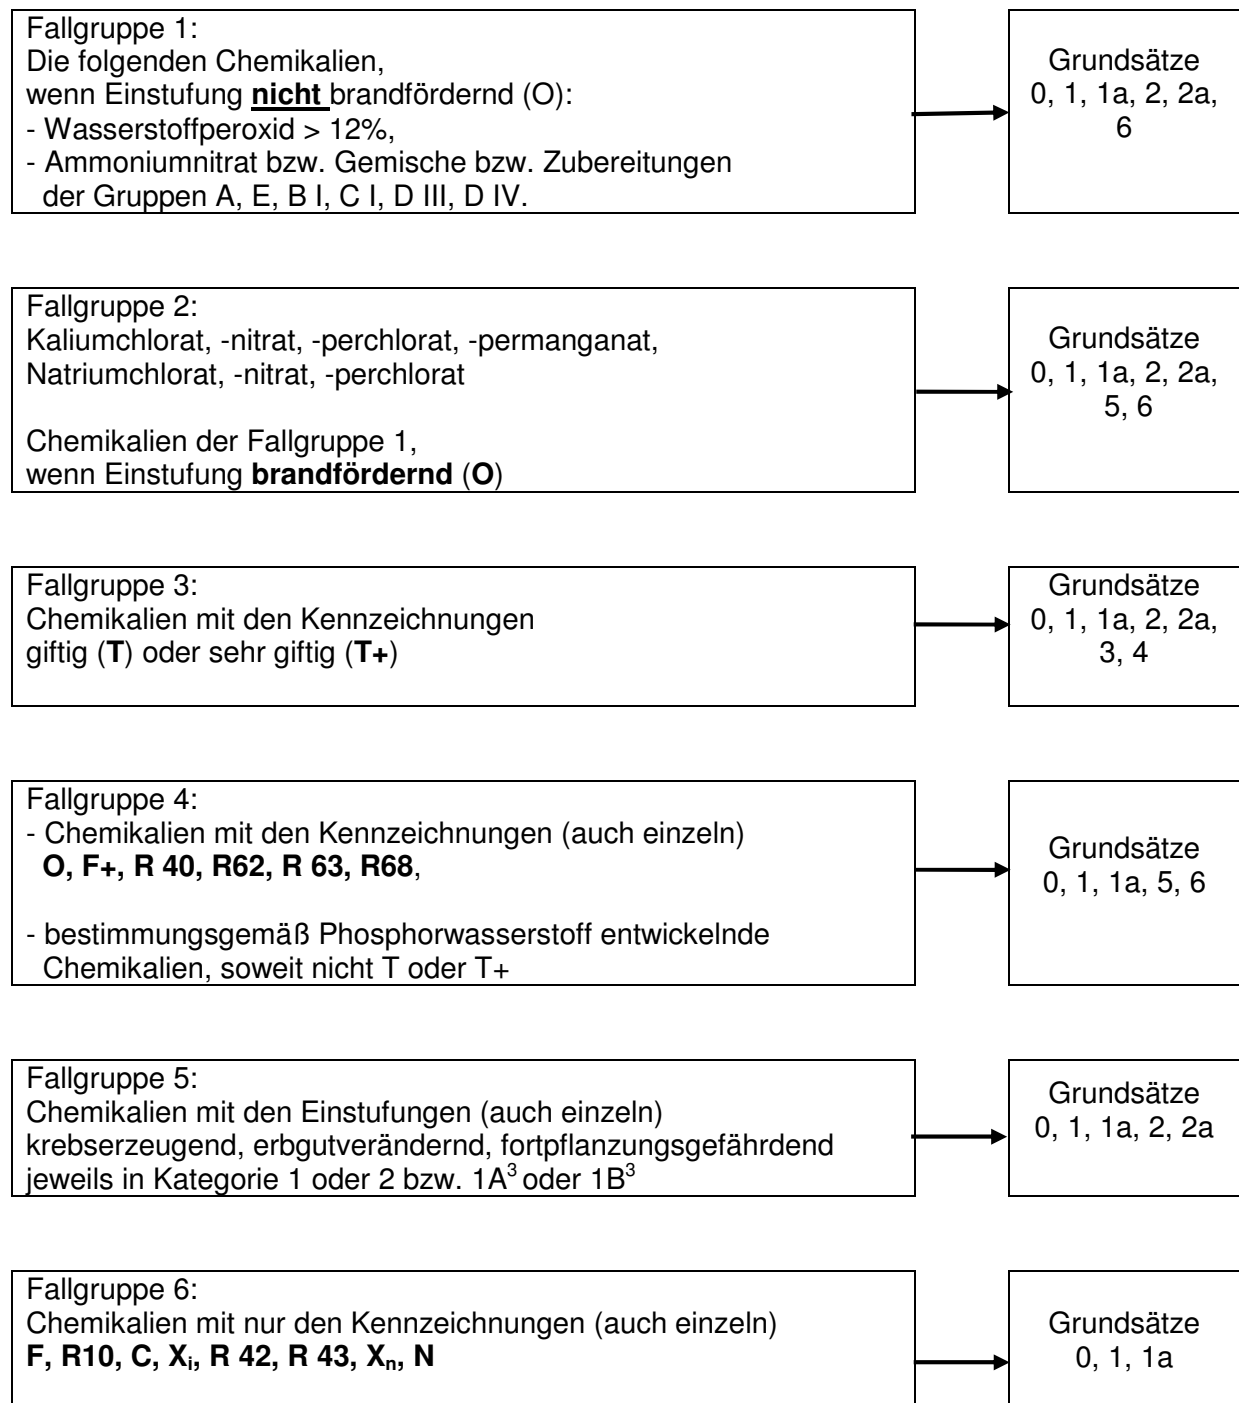 Fallgruppe 1:
Die folgenden Chemikalien,
wenn Einstufung nicht brandfördernd (O):
- Wasserstoffperoxid > 12%,
- Ammoniumnitrat bzw. Gemische bzw. Zubereitungen
der Gruppen A, E, B I, C I, D III, D IV.
Grundsätze
0, 1, 1a, 2, 2a,
6
Fallgruppe 2:
Kaliumchlorat, -nitrat, -perchlorat, -permanganat,
Natriumchlorat, -nitrat, -perchlorat
Chemikalien der Fallgruppe 1,
wenn Einstufung brandfördernd (O)
Grundsätze
0, 1, 1a, 2, 2a,
5, 6
Fallgruppe 3:
Chemikalien mit den Kennzeichnungen
giftig (T) oder sehr giftig (T+)
Grundsätze
0, 1, 1a, 2, 2a,
3, 4
Fallgruppe 4:
- Chemikalien mit den Kennzeichnungen (auch einzeln)
O, F+, R 40, R62, R 63, R68,
- bestimmungsgemäß Phosphorwasserstoff entwickelnde
Chemikalien, soweit nicht T oder T+
Grundsätze
0, 1, 1a, 5, 6
Fallgruppe 5:
Chemikalien mit den Einstufungen (auch einzeln)
krebserzeugend, erbgutverändernd, fortpflanzungsgefährdend
jeweils in Kategorie 1 oder 2 bzw. 1A³ oder 1B³
Grundsätze
0, 1, 1a, 2, 2a
Fallgruppe 6:
Chemikalien mit nur den Kennzeichnungen (auch einzeln)
F, R10, C, Xi, R 42, R 43, Xn, N
Grundsätze
0, 1, 1a